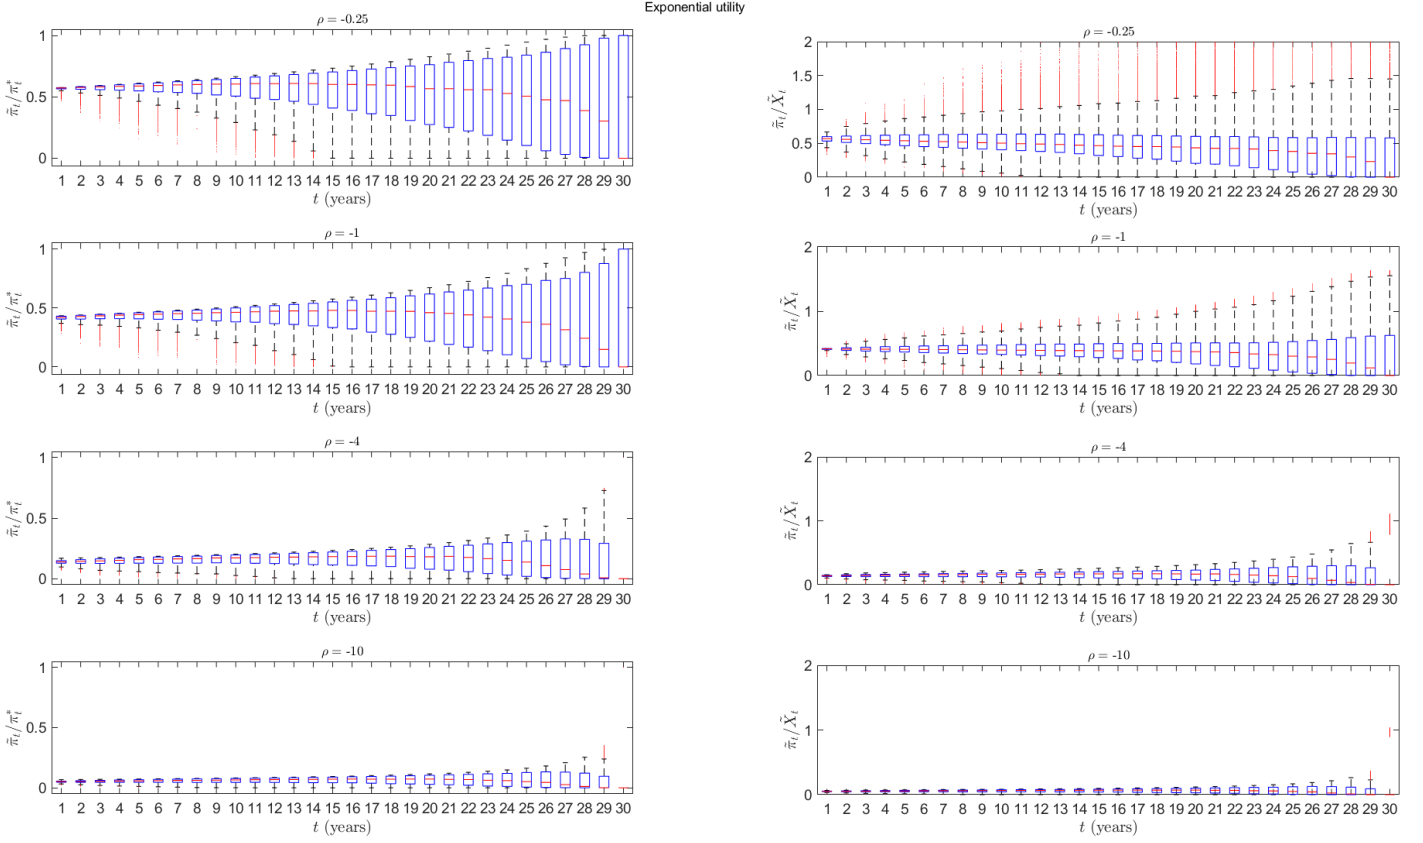 Exponential utility
ρ = -0.25
1
0.5
0
π̃t/πt*
1 2 3 4 5 6 7 8 9 10 11 12 13 14 15 16 17 18 19 20 21 22 23 24 25 26 27 28 29 30
t (years)
ρ = -0.25
2
1.5
1
0.5
0
π̃t/X̃t
1 2 3 4 5 6 7 8 9 10 11 12 13 14 15 16 17 18 19 20 21 22 23 24 25 26 27 28 29 30
t (years)
ρ = -1
1
0.5
0
π̃t/πt*
1 2 3 4 5 6 7 8 9 10 11 12 13 14 15 16 17 18 19 20 21 22 23 24 25 26 27 28 29 30
t (years)
ρ = -1
2
1
0
π̃t/X̃t
1 2 3 4 5 6 7 8 9 10 11 12 13 14 15 16 17 18 19 20 21 22 23 24 25 26 27 28 29 30
t (years)
ρ = -4
1
0.5
0
π̃t/πt*
1 2 3 4 5 6 7 8 9 10 11 12 13 14 15 16 17 18 19 20 21 22 23 24 25 26 27 28 29 30
t (years)
ρ = -4
2
1
0
π̃t/X̃t
1 2 3 4 5 6 7 8 9 10 11 12 13 14 15 16 17 18 19 20 21 22 23 24 25 26 27 28 29 30
t (years)
ρ = -10
1
0.5
0
π̃t/πt*
1 2 3 4 5 6 7 8 9 10 11 12 13 14 15 16 17 18 19 20 21 22 23 24 25 26 27 28 29 30
t (years)
ρ = -10
2
1
0
π̃t/X̃t
1 2 3 4 5 6 7 8 9 10 11 12 13 14 15 16 17 18 19 20 21 22 23 24 25 26 27 28 29 30
t (years)